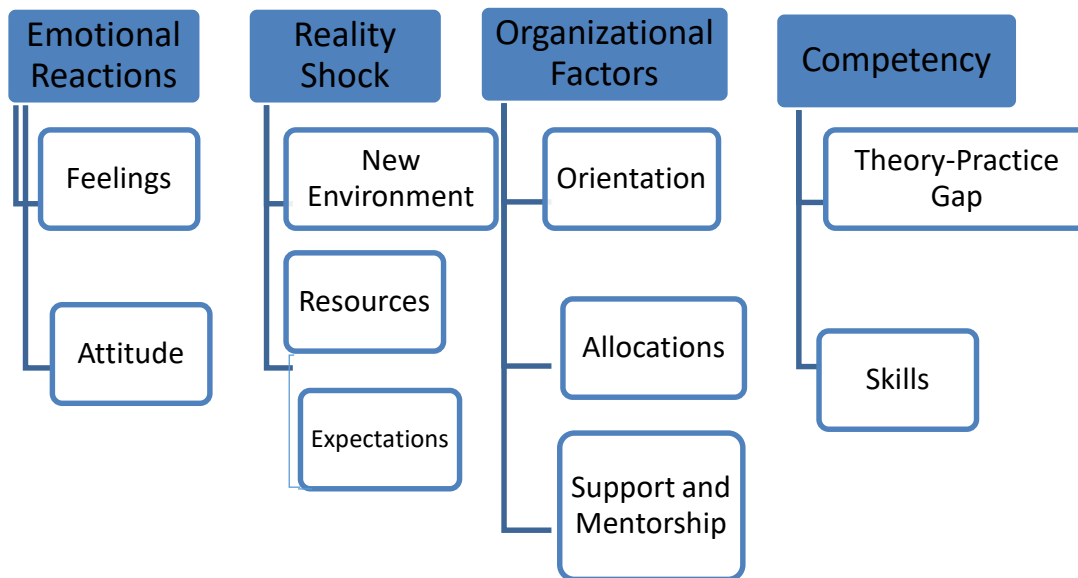 Emotional
Reactions
Feelings
Attitude
Reality
Shock
New
Environment
Resources
Expectations
Organizational
Factors
Orientation
Allocations
Support and
Mentorship
Competency
Theory-Practice
Gap
Skills